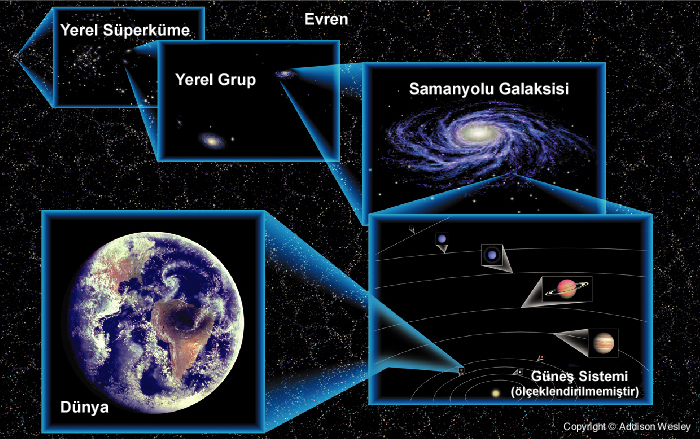 Evren
Yerel Süperküme
Yerel Grup
Samanyolu Galaksisi
Dünya
Güneş Sistemi
(ölçeklendirilmemiştir)
Copyright © Addison Wesley